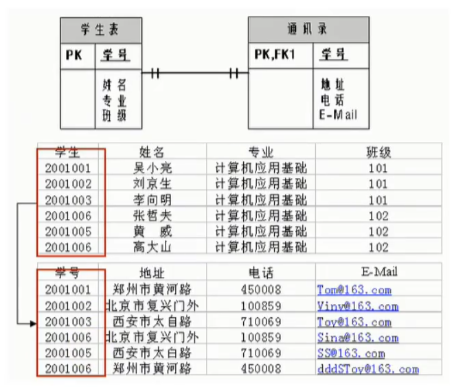 学生表
PK 学号
姓名
专业
班级
通讯录
PK,FK1 学号
地址
电话
E-Mail
学生 姓名 专业 班级
2001001 吴小亮 计算机应用基础 101
2001002 刘京生 计算机应用基础 101
2001003 李向明 计算机应用基础 101
2001006 张哲夫 计算机应用基础 102
2001005 黄威 计算机应用基础 102
2001006 高大山 计算机应用基础 102
学号 地址 电话 E-Mail
2001001 郑州市黄河路 450008 Tom@163.com
2001002 北京市复兴门外 100859 Vinv@163.com
2001003 西安市太白路 710069 Toy@163.com
2001006 北京市复兴门外 100859 Sina@163.com
2001005 西安市太白路 710069 SS@163.com
2001006 郑州市黄河路 450008 dddSToy@163.com